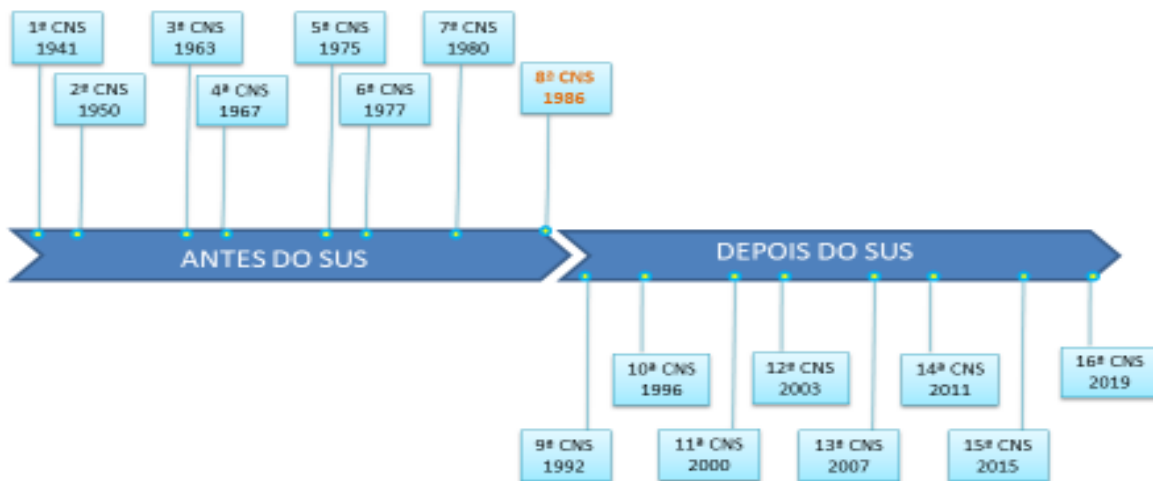 1ª CNS
1941
2ª CNS
1950
3ª CNS
1963
4ª CNS
1967
5ª CNS
1975
6ª CNS
1977
7ª CNS
1980
8ª CNS
1986
ANTES DO SUS
DEPOIS DO SUS
9ª CNS
1992
10ª CNS
1996
11ª CNS
2000
12ª CNS
2003
13ª CNS
2007
14ª CNS
2011
15ª CNS
2015
16ª CNS
2019